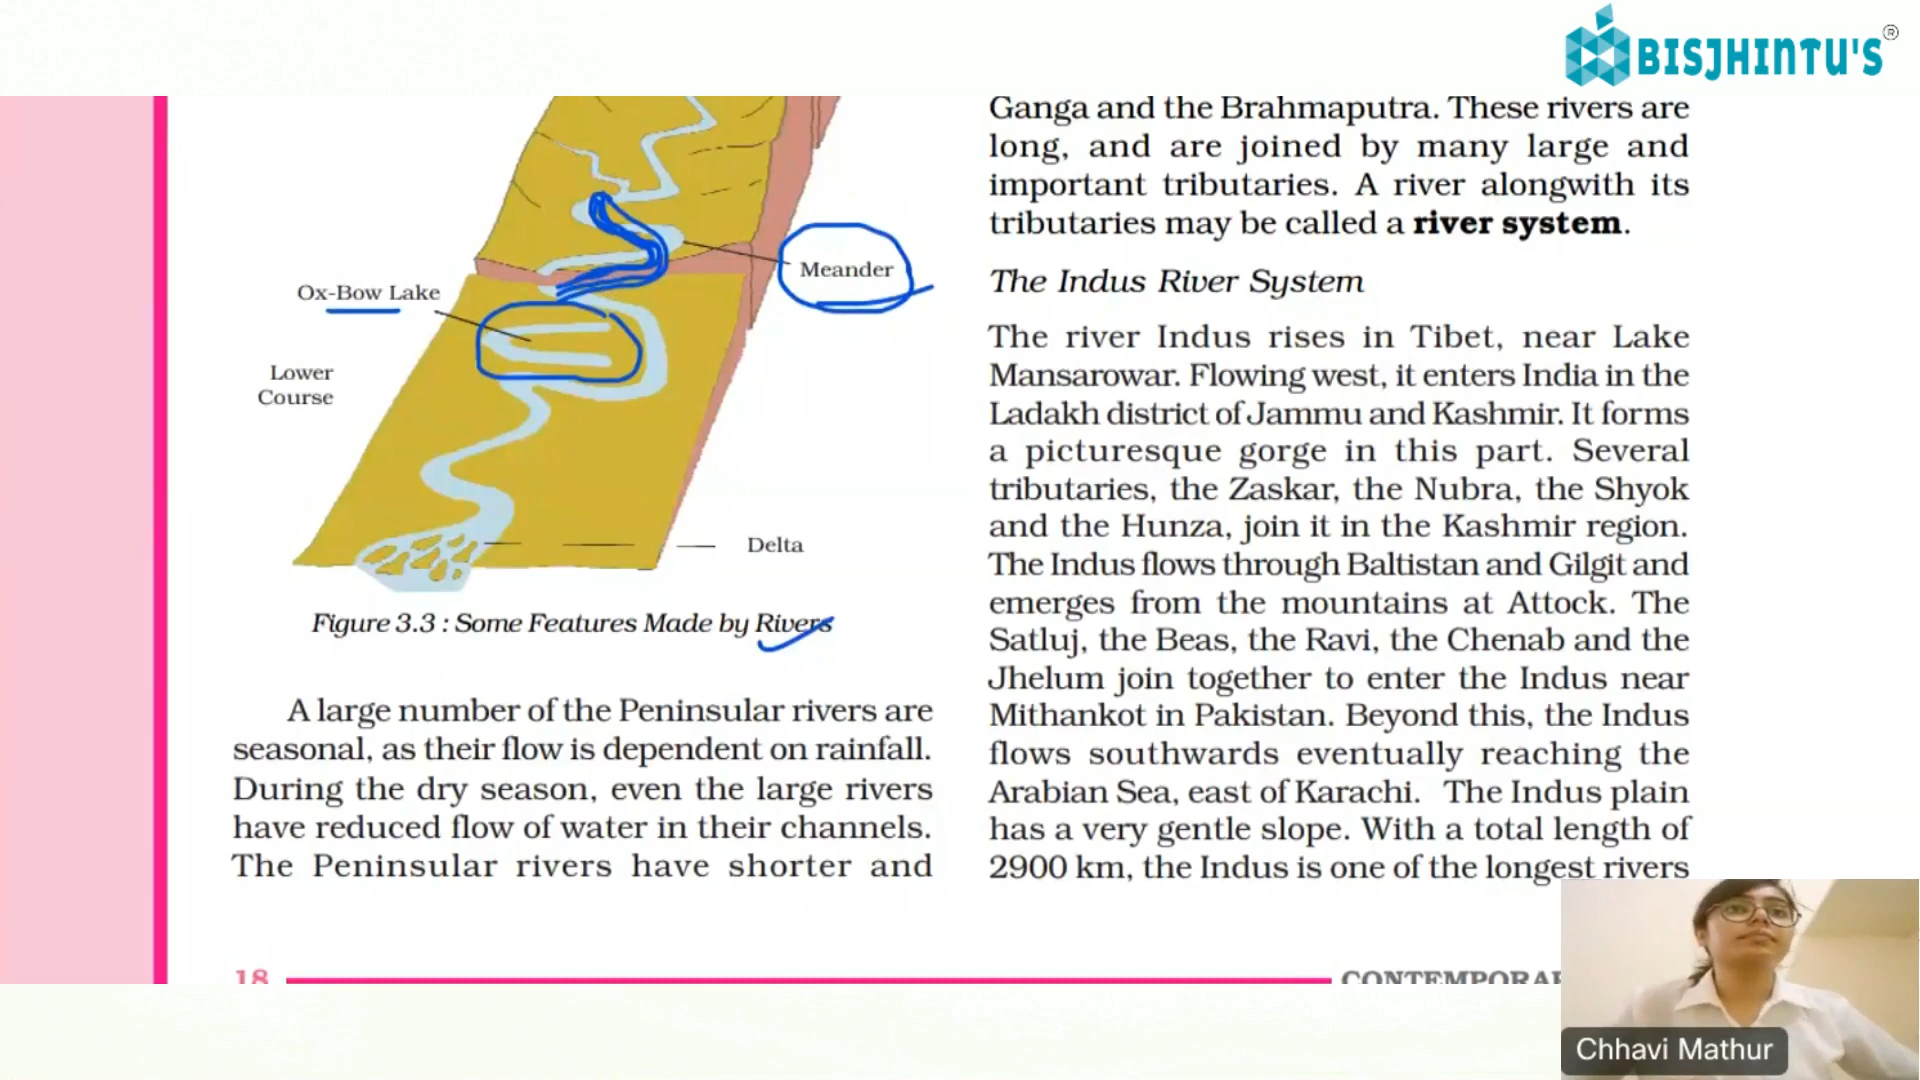 BISJHINTU'S®
Ganga and the Brahmaputra. These rivers are
long, and are joined by many large and
important tributaries. A river alongwith its
tributaries may be called a river system.
The Indus River System
The river Indus rises in Tibet, near Lake
Mansarowar. Flowing west, it enters India in the
Ladakh district of Jammu and Kashmir. It forms
a picturesque gorge in this part. Several
tributaries, the Zaskar, the Nubra, the Shyok
and the Hunza, join it in the Kashmir region.
The Indus flows through Baltistan and Gilgit and
emerges from the mountains at Attock. The
Satluj, the Beas, the Ravi, the Chenab and the
Jhelum join together to enter the Indus near
Mithankot in Pakistan. Beyond this, the Indus
flows southwards eventually reaching the
Arabian Sea, east of Karachi. The Indus plain
has a very gentle slope. With a total length of
2900 km, the Indus is one of the longest rivers
Meander
Ox-Bow Lake
Lower
Course
Delta
Figure 3.3 : Some Features Made by Rivers
A large number of the Peninsular rivers are
seasonal, as their flow is dependent on rainfall.
During the dry season, even the large rivers
have reduced flow of water in their channels.
The Peninsular rivers have shorter and
18
Chhavi Mathur